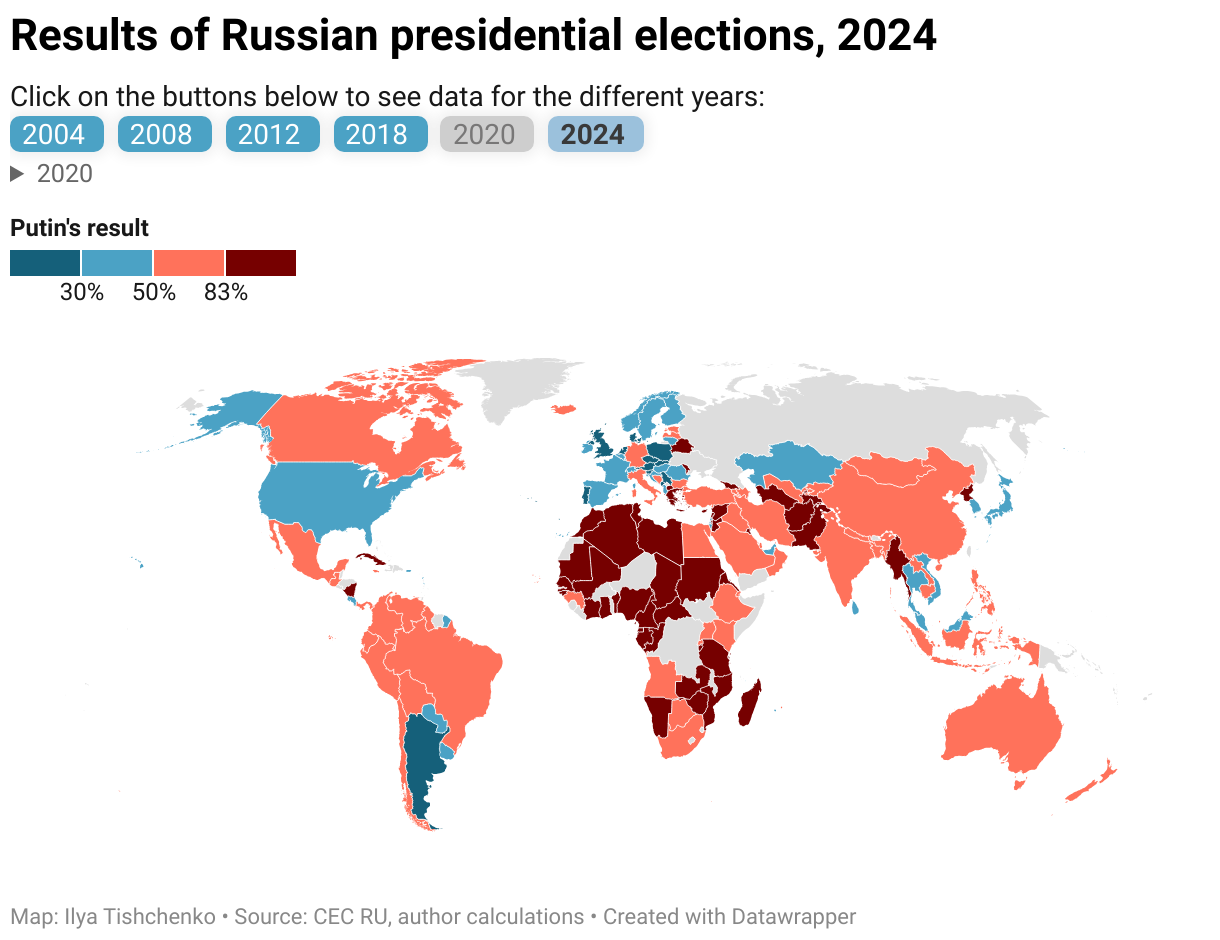 Results of Russian presidential elections, 2024
Click on the buttons below to see data for the different years:
2004 2008 2012 2018 2020 2024
▶ 2020
Putin's result
30% 50% 83%
Map: Ilya Tishchenko • Source: CEC RU, author calculations • Created with Datawrapper